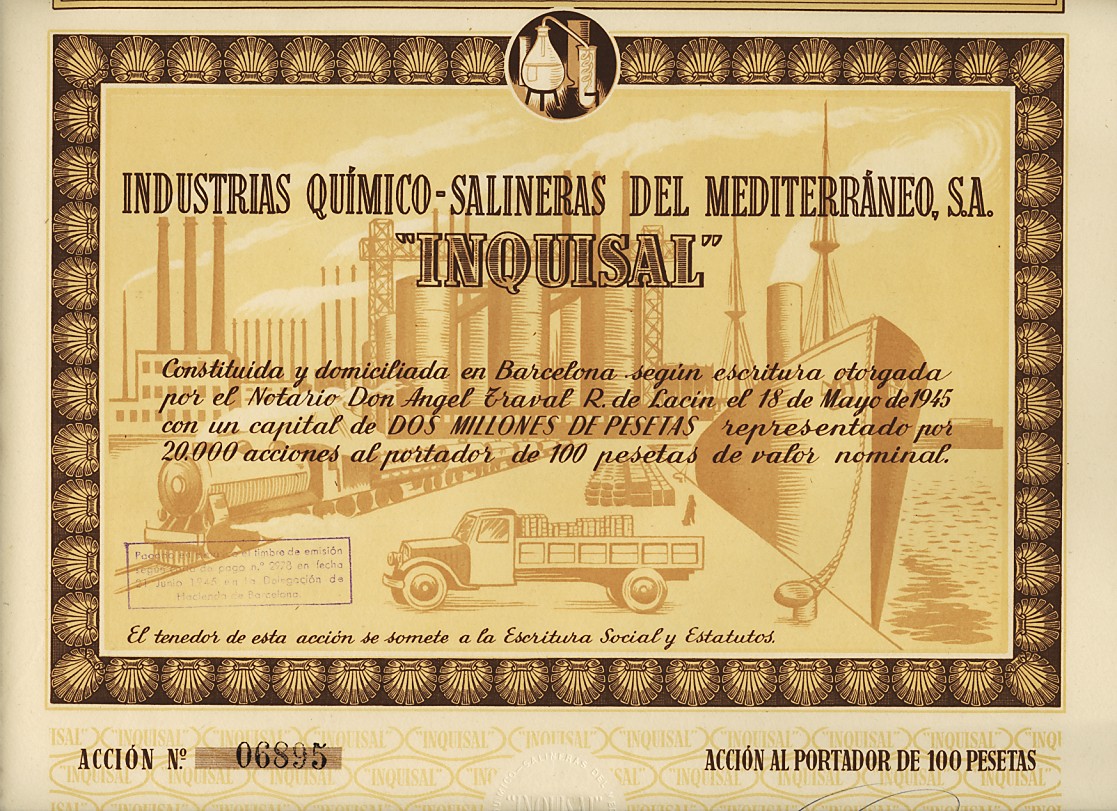 INDUSTRIAS QUÍMICO-SALINERAS DEL MEDITERRÁNEO, S.A.
"INQUISAL"
Constituida y domiciliada en Barcelona según escritura otorgada
por el Notario Don Angel Traval R. de Lacín el 18 de Mayo de 1945
con un capital de DOS MILLONES DE PESETAS representado por
20.000 acciones al portador de 100 pesetas de valor nominal.
el timbre de emisión
de pago n.º 2978 en fecha
Junio 1945 en la Delegación de
Hacienda de Barcelona.
El tenedor de esta acción se somete a la Escritura Social y Estatutos.
ACCIÓN Nº 06895
ACCIÓN AL PORTADOR DE 100 PESETAS